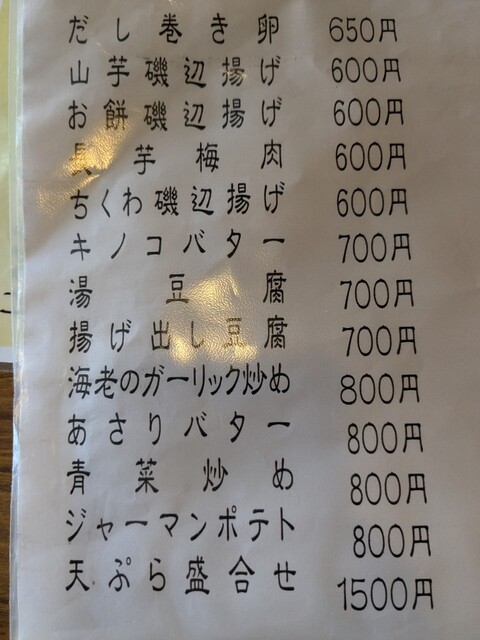 だし巻き卵 650円
山芋磯辺揚げ 600円
お餅磯辺揚げ 600円
長芋梅肉 600円
ちくわ磯辺揚げ 600円
キノコバター 700円
湯豆腐 700円
揚げ出し豆腐 700円
海老のガーリック炒め 800円
あさりバター 800円
青菜炒め 800円
ジャーマンポテト 800円
天ぷら盛合せ 1500円